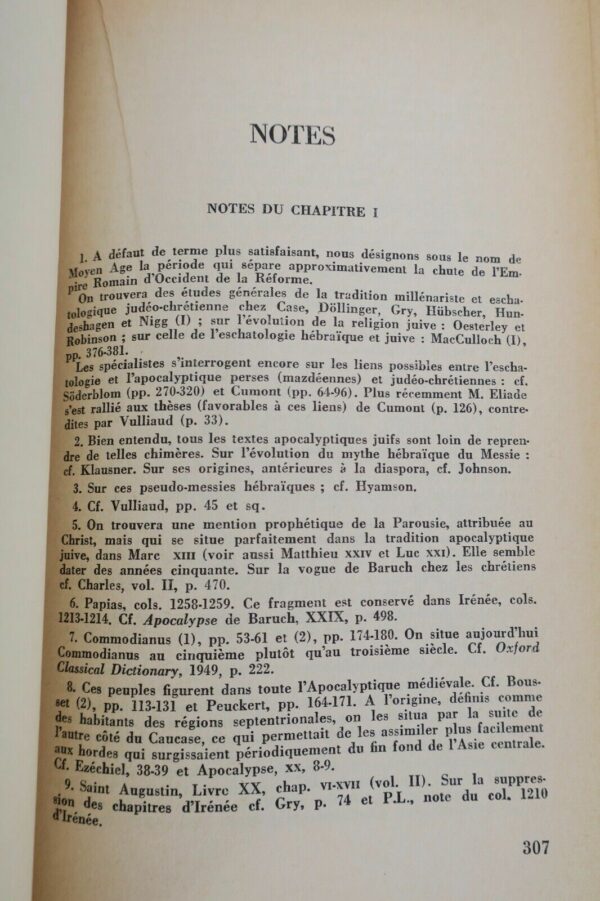 NOTES
NOTES DU CHAPITRE I
1. A défaut de terme plus satisfaisant, nous désignons sous le nom de
Moyen Age la période qui sépare approximativement la chute de l'Em-
pire Romain d'Occident de la Réforme.
On trouvera des études générales de la tradition millénariste et escha-
tologique judéo-chrétienne chez Case, Döllinger, Gry, Hübscher, Hun-
deshagen et Nigg (I) ; sur l'évolution de la religion juive : Oesterley et
Robinson ; sur celle de l'eschatologie hébraïque et juive : MacCulloch (I),
pp. 376-381.
Les spécialistes s'interrogent encore sur les liens possibles entre l'escha-
tologie et l'apocalyptique perses (mazdéennes) et judéo-chrétiennes : cf.
Söderblom (pp. 270-320) et Cumont (pp. 64-96). Plus récemment M. Eliade
s'est rallié aux thèses (favorables à ces liens) de Cumont (p. 126), contre-
dites par Vulliaud (p. 33).
2. Bien entendu, tous les textes apocalyptiques juifs sont loin de repren-
dre de telles chimères. Sur l'évolution du mythe hébraïque du Messie :
cf. Klausner. Sur ses origines, antérieures à la diaspora, cf. Johnson.
3. Sur ces pseudo-messies hébraïques ; cf. Hyamson.
4. Cf. Vulliaud, pp. 45 et sq.
5. On trouvera une mention prophétique de la Parousie, attribuée au
Christ, mais qui se situe parfaitement dans la tradition apocalyptique
juive, dans Marc XIII (voir aussi Matthieu XXIV et Luc XXI). Elle semble
dater des années cinquante. Sur la vogue de Baruch chez les chrétiens
cf. Charles, vol. II, p. 470.
6. Papias, cols. 1258-1259. Ce fragment est conservé dans Irénée, cols.
1213-1214. Cf. Apocalypse de Baruch, XXIX, p. 498.
7. Commodianus (1), pp. 53-61 et (2), pp. 174-180. On situe aujourd'hui
Commodianus au cinquième plutôt qu'au troisième siècle. Cf. Oxford
Classical Dictionary, 1949, p. 222.
8. Ces peuples figurent dans toute l'Apocalyptique médiévale. Cf. Bous-
set (2), pp. 113-131 et Peuckert, pp. 164-171. A l'origine, définis comme
des habitants des régions septentrionales, on les situa par la suite de
l'autre côté du Caucase, ce qui permettait de les assimiler plus facilement
aux hordes qui surgissaient périodiquement du fin fond de l'Asie centrale.
Cf. Ezéchiel, 38-39 et Apocalypse, XX, 8-9.
9. Saint Augustin, Livre XX, chap. VI-XVII (vol. II). Sur la suppres-
sion des chapitres d'Irénée cf. Gry, p. 74 et P.L., note du col. 1210
d'Irénée.
307